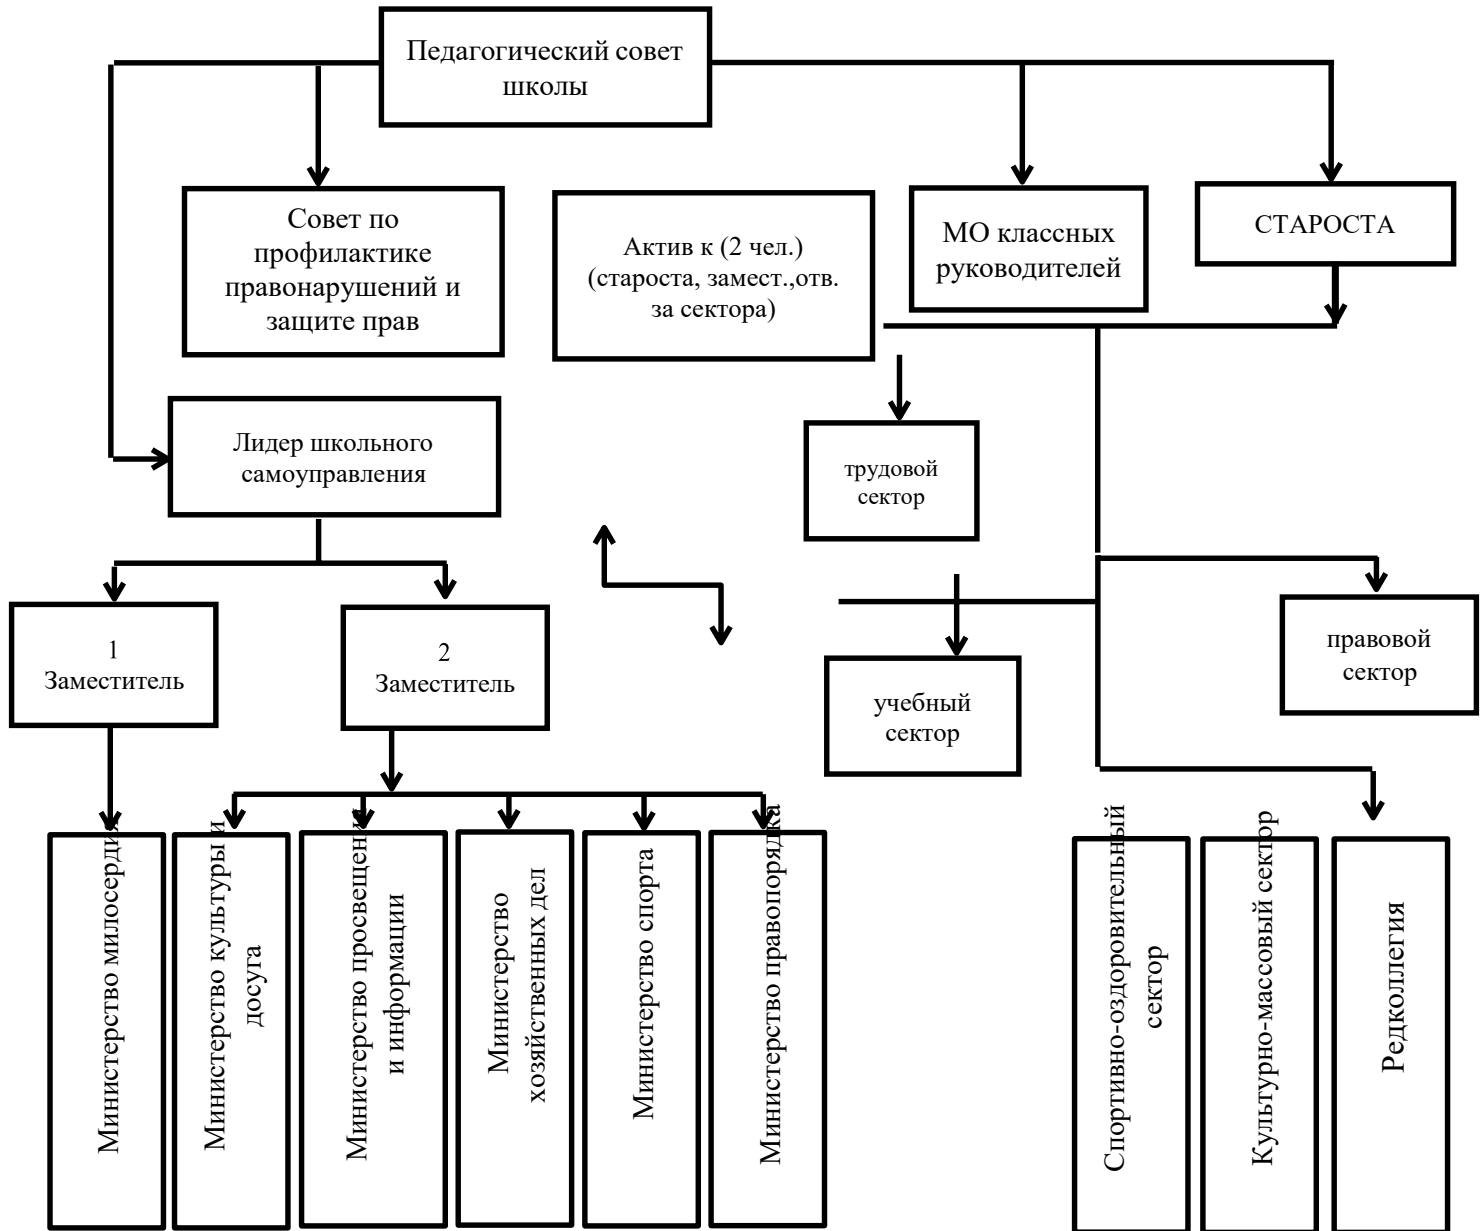 Педагогический совет
школы
Совет по
профилактике
правонарушений и
защите прав
Актив к (2 чел.)
(староста, замест.,отв.
за сектора)
МО классных
руководителей
СТАРОСТА
Лидер школьного
самоуправления
трудовой
сектор
1
Заместитель
2
Заместитель
учебный
сектор
правовой
сектор
Министерство милосердия
Министерство культуры и
досуга
Министерство просвещения
и информации
Министерство
хозяйственных дел
Министерство спорта
Министерство правопорядка
Спортивно-оздоровительный
сектор
Культурно-массовый сектор
Редколлегия